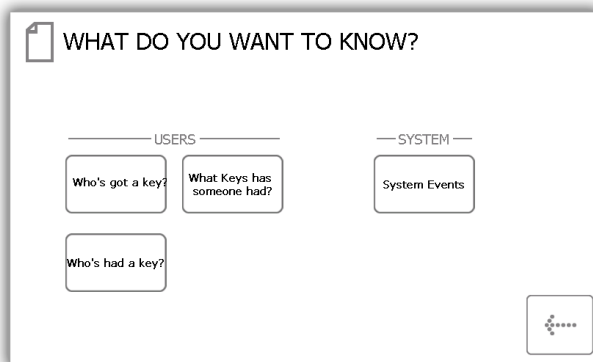 WHAT DO YOU WANT TO KNOW?
USERS
SYSTEM
Who's got a key?
What Keys has
someone had?
System Events
Who's had a key?